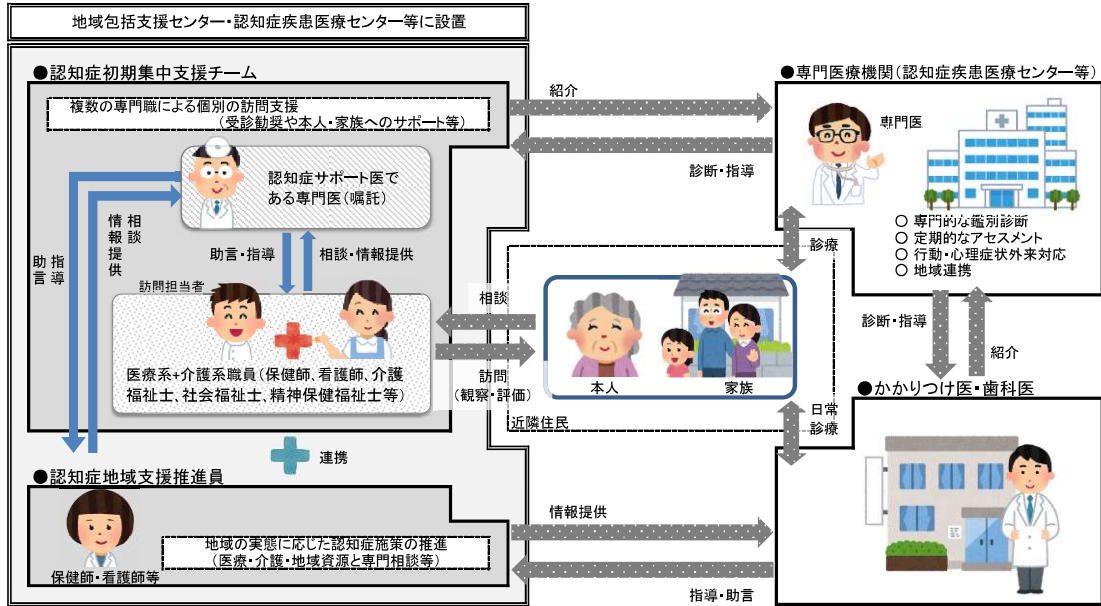 地域包括支援センター・認知症疾患医療センター等に設置
●認知症初期集中支援チーム
複数の専門職による個別の訪問支援
（受診勧奨や本人・家族へのサポート等）
認知症サポート医で
ある専門医（嘱託）
相談
情報提供
指導
助言
助言・指導
相談・情報提供
訪問担当者
医療系+介護系職員（保健師、看護師、介護
福祉士、社会福祉士、精神保健福祉士等）
連携
●認知症地域支援推進員
地域の実態に応じた認知症施策の推進
（医療・介護・地域資源と専門相談等）
保健師・看護師等
紹介
診断・指導
相談
訪問
（観察・評価）
本人
家族
近隣住民
診療
日常
診療
情報提供
指導・助言
●専門医療機関（認知症疾患医療センター等）
専門医
○ 専門的な鑑別診断
○ 定期的なアセスメント
○ 行動・心理症状外来対応
○ 地域連携
診断・指導
紹介
●かかりつけ医・歯科医